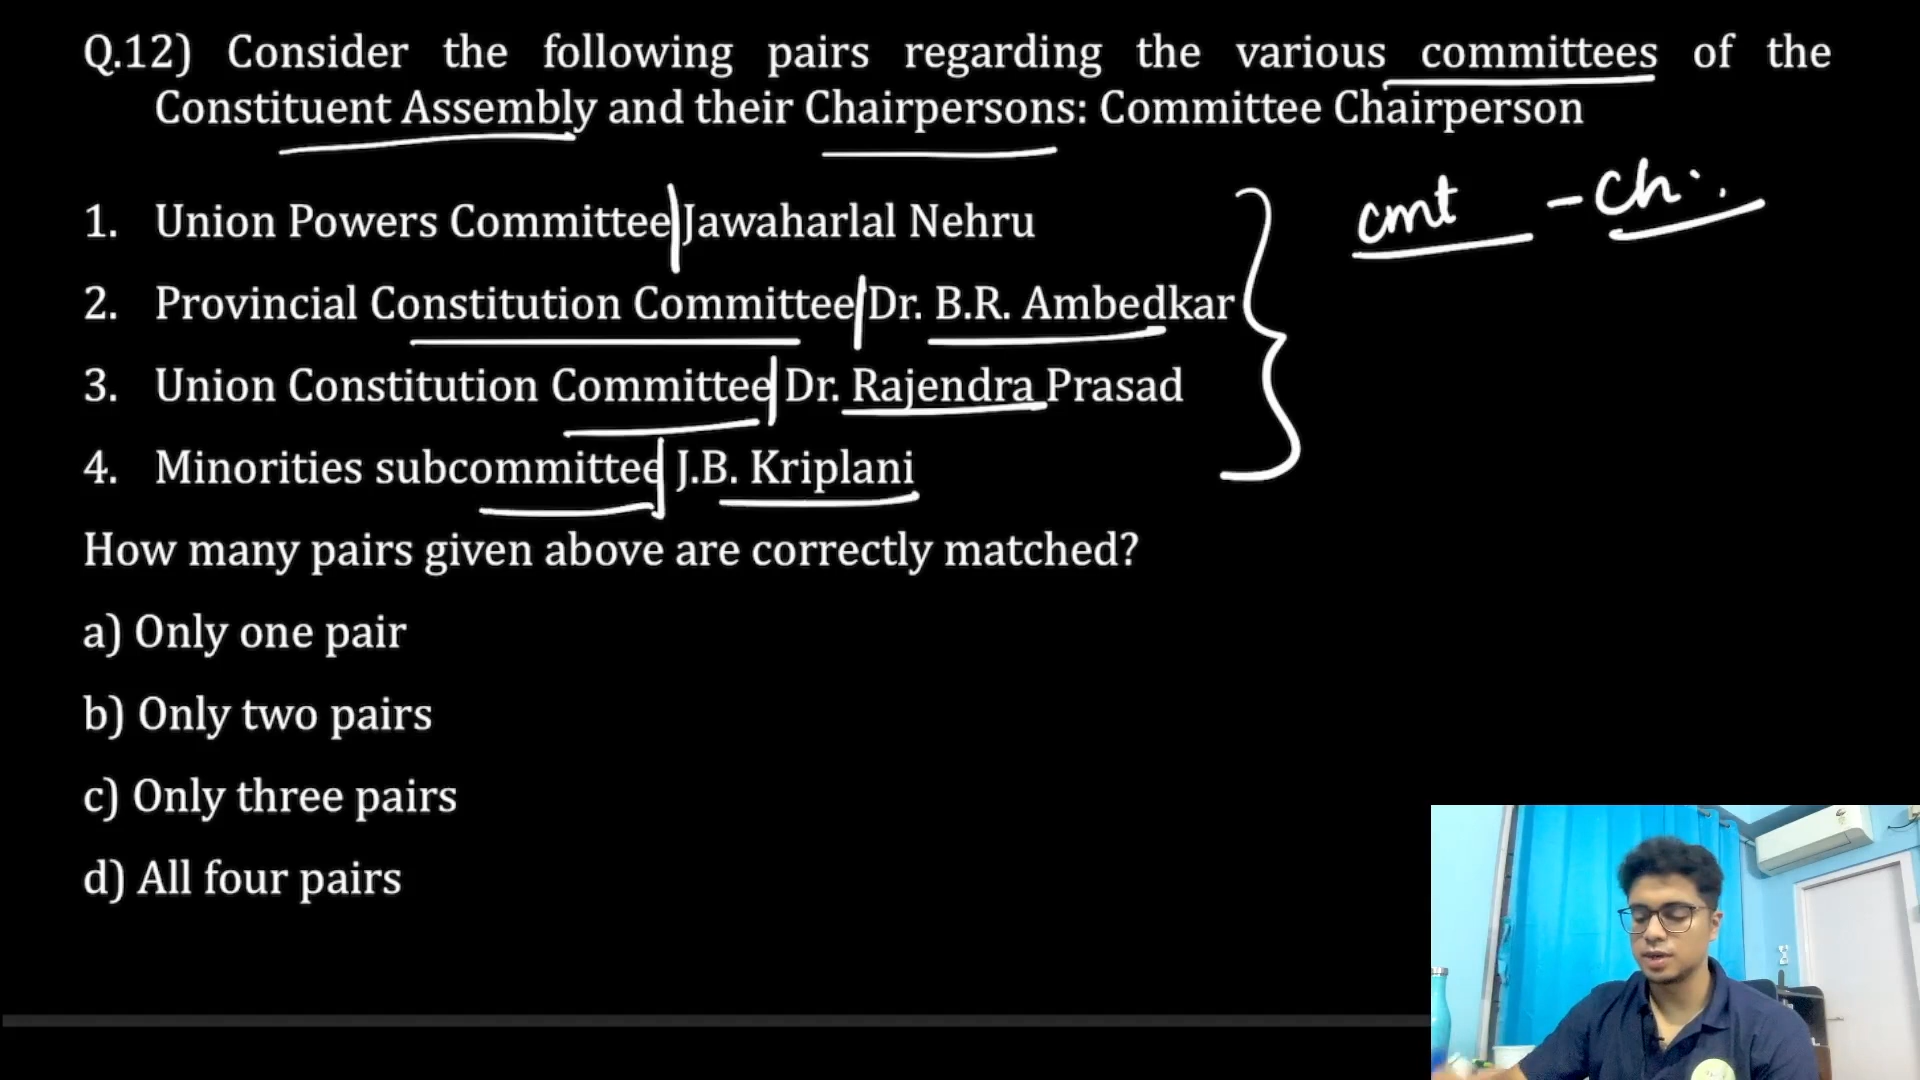 Q.12) Consider the following pairs regarding the various committees of the
Constituent Assembly and their Chairpersons: Committee Chairperson
cmt - Ch..
1. Union Powers Committee|Jawaharlal Nehru
2. Provincial Constitution Committee|Dr. B.R. Ambedkar
3. Union Constitution Committee|Dr. Rajendra Prasad
4. Minorities subcommittee|J.B. Kriplani
How many pairs given above are correctly matched?
a) Only one pair
b) Only two pairs
c) Only three pairs
d) All four pairs